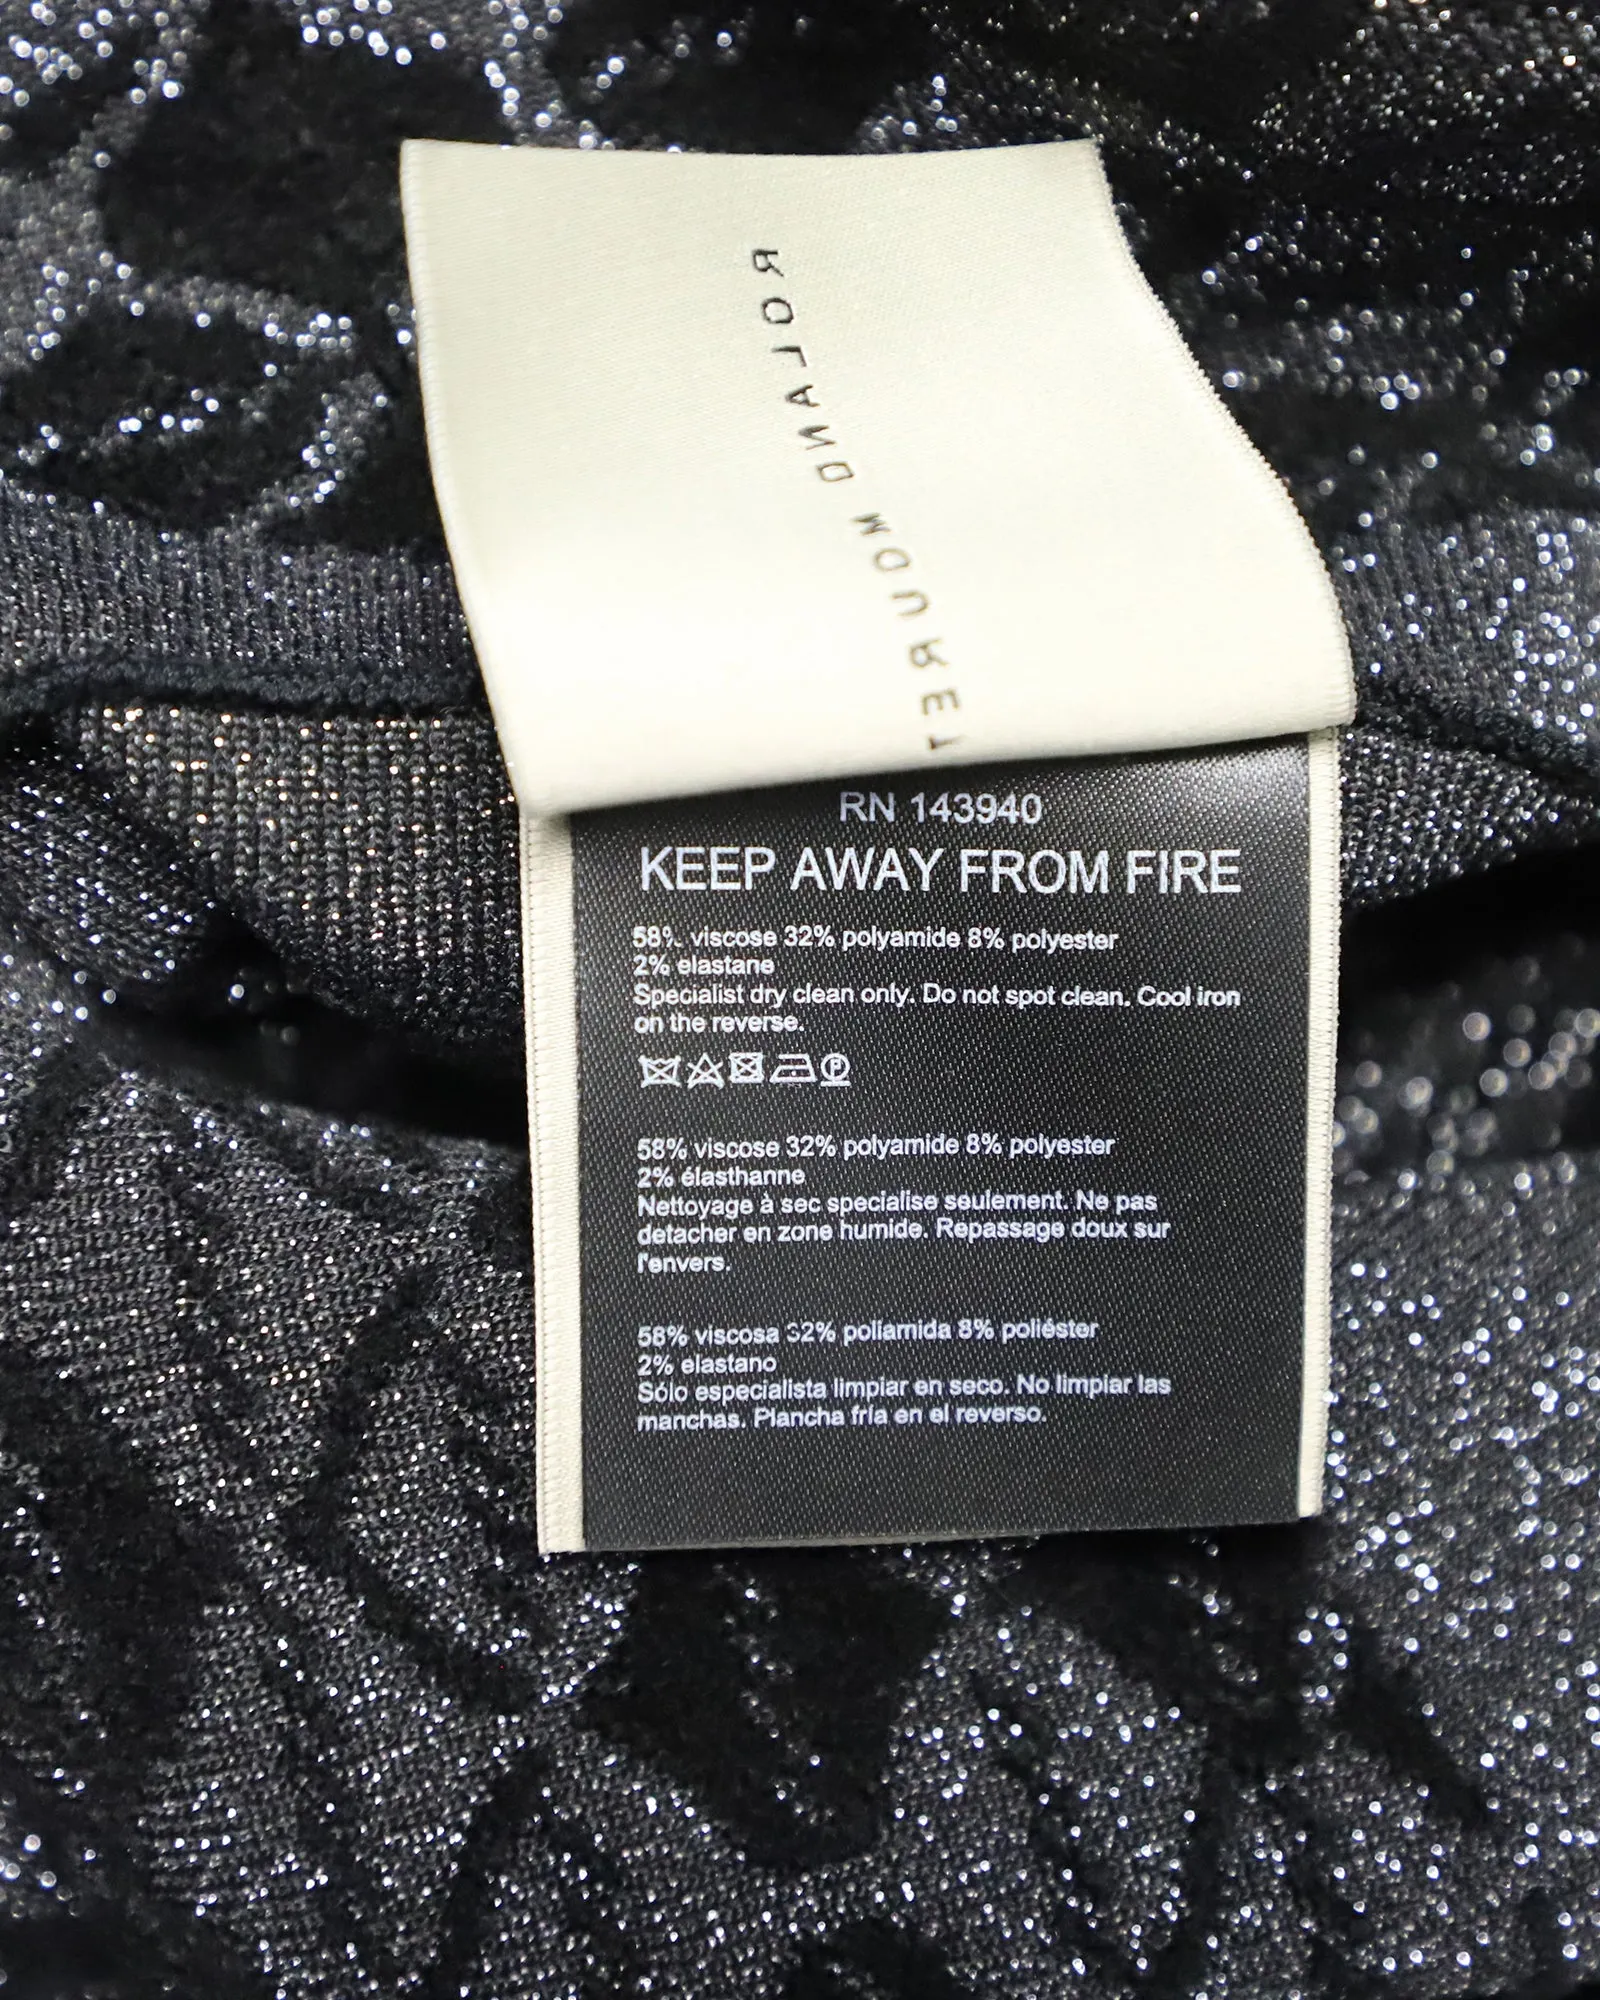 ROLAND MOURET
RN 143940
KEEP AWAY FROM FIRE
58% viscose 32% polyamide 8% polyester
2% elastane
Specialist dry clean only. Do not spot clean. Cool iron
on the reverse.
P
58% viscose 32% polyamide 8% polyester
2% élasthanne
Nettoyage à sec specialise seulement. Ne pas
detacher en zone humide. Repassage doux sur
l'envers.
58% viscosa 32% poliamida 8% poliéster
2% elastano
Sólo especialista limpiar en seco. No limpiar las
manchas. Plancha fría en el reverso.